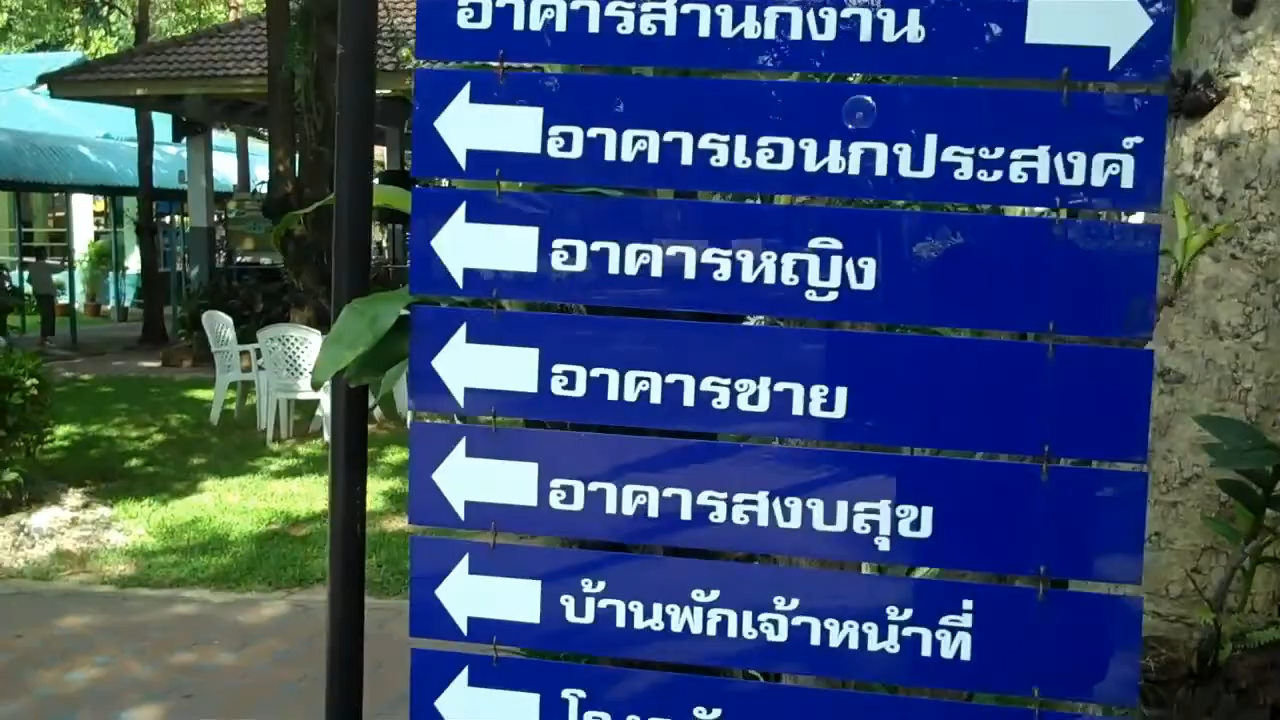 อาคารสำนักงาน
อาคารเอนกประสงค์
อาคารหญิง
อาคารชาย
อาคารสงบสุข
บ้านพักเจ้าหน้าที่